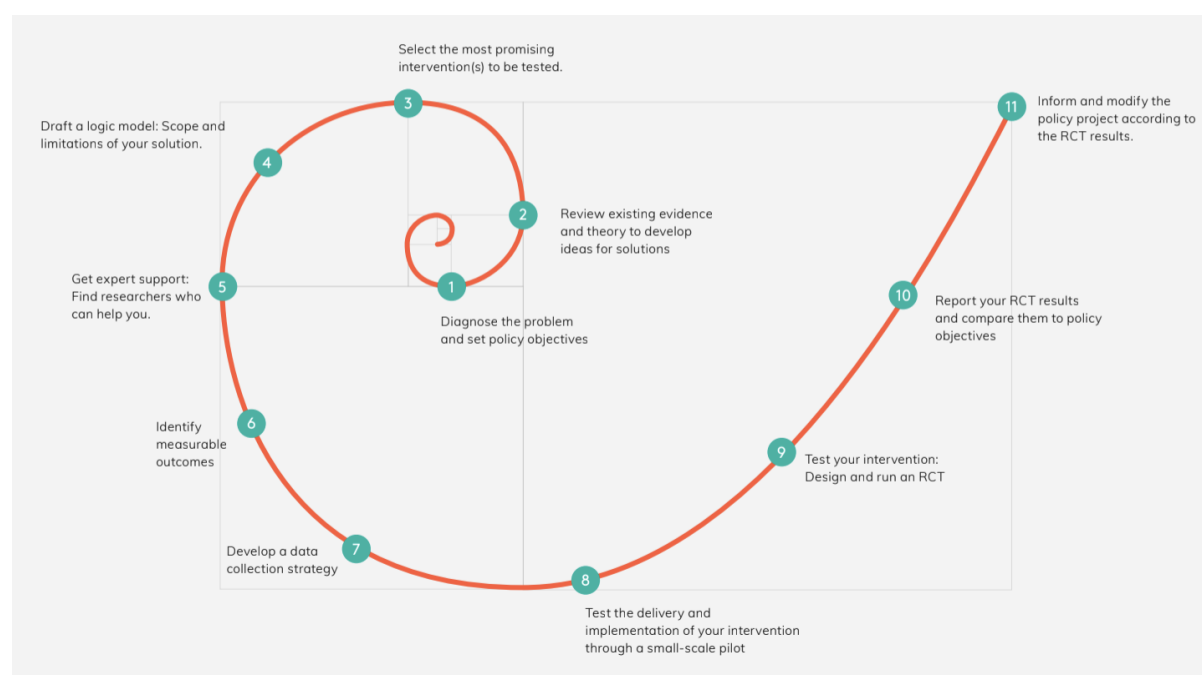 1
Diagnose the problem
and set policy objectives
2
Review existing evidence
and theory to develop
ideas for solutions
3
Select the most promising
intervention(s) to be tested.
4
Draft a logic model: Scope and
limitations of your solution.
5
Get expert support:
Find researchers who
can help you.
6
Identify
measurable
outcomes
7
Develop a data
collection strategy
8
Test the delivery and
implementation of your intervention
through a small-scale pilot
9
Test your intervention:
Design and run an RCT
10
Report your RCT results
and compare them to policy
objectives
11
Inform and modify the
policy project according to
the RCT results.